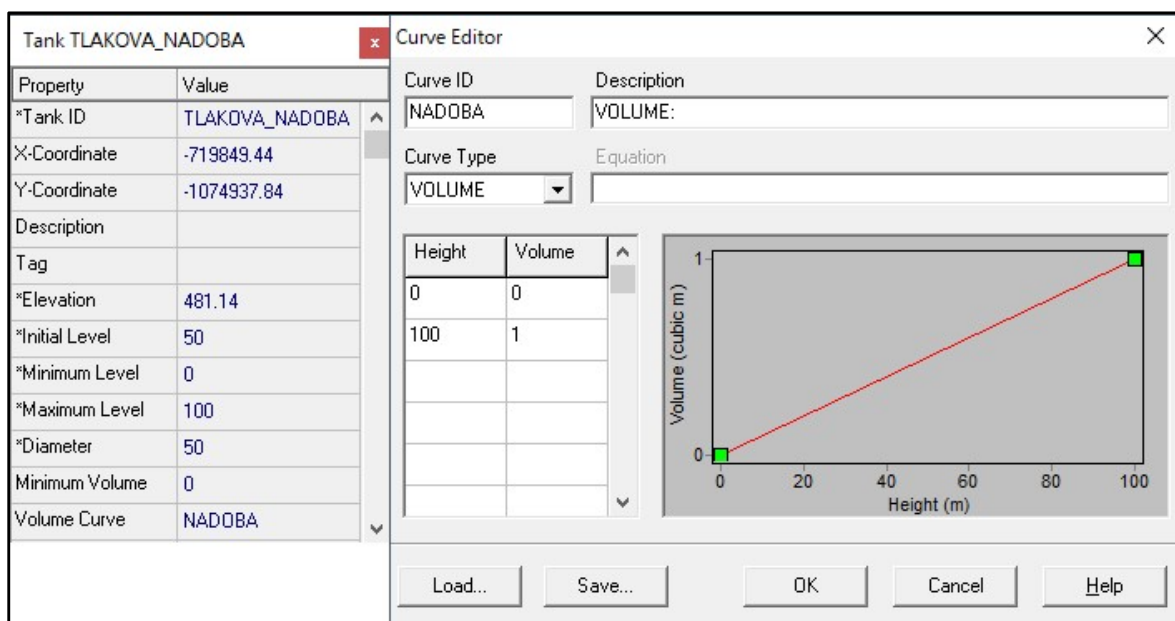 Tank TLAKOVA_NADOBA x
Property Value
*Tank ID TLAKOVA_NADOBA
X-Coordinate -719849.44
Y-Coordinate -1074937.84
Description
Tag
*Elevation 481.14
*Initial Level 50
*Minimum Level 0
*Maximum Level 100
*Diameter 50
Minimum Volume 0
Volume Curve NADOBA
Curve Editor
Curve ID Description
NADOBA VOLUME:
Curve Type Equation
VOLUME
Height Volume
0 0
100 1
Volume (cubic m)
1
0
0 20 40 60 80 100
Height (m)
Load... Save... OK Cancel Help